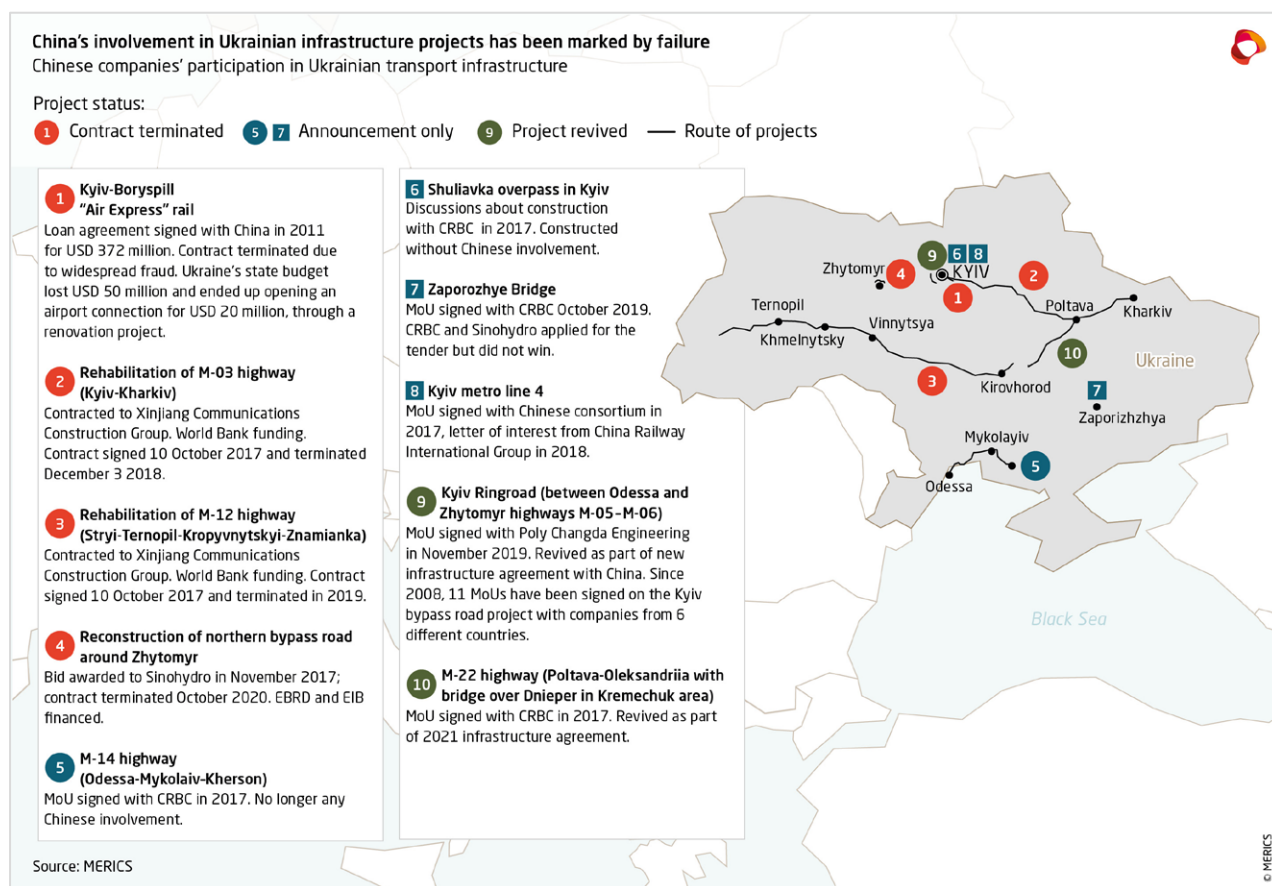 China's involvement in Ukrainian infrastructure projects has been marked by failure
Chinese companies' participation in Ukrainian transport infrastructure
Project status:
1 Contract terminated 5 7 Announcement only 9 Project revived Route of projects
1 Kyiv-Boryspill
"Air Express" rail
Loan agreement signed with China in 2011
for USD 372 million. Contract terminated due
to widespread fraud. Ukraine's state budget
lost USD 50 million and ended up opening an
airport connection for USD 20 million, through a
renovation project.
2 Rehabilitation of M-03 highway
(Kyiv-Kharkiv)
Contracted to Xinjiang Communications
Construction Group. World Bank funding.
Contract signed 10 October 2017 and terminated
December 3 2018.
3 Rehabilitation of M-12 highway
(Stryi-Ternopil-Kropyvnytskyi-Znamianka)
Contracted to Xinjiang Communications
Construction Group. World Bank funding. Contract
signed 10 October 2017 and terminated in 2019.
4 Reconstruction of northern bypass road
around Zhytomyr
Bid awarded to Sinohydro in November 2017;
contract terminated October 2020. EBRD and EIB
financed.
5 M-14 highway
(Odessa-Mykolaiv-Kherson)
MoU signed with CRBC in 2017. No longer any
Chinese involvement.
6 Shuliavka overpass in Kyiv
Discussions about construction
with CRBC in 2017. Constructed
without Chinese involvement.
7 Zaporozhye Bridge
MoU signed with CRBC October 2019.
CRBC and Sinohydro applied for the
tender but did not win.
8 Kyiv metro line 4
MoU signed with Chinese consortium in
2017, letter of interest from China Railway
International Group in 2018.
9 Kyiv Ringroad (between Odessa and
Zhytomyr highways M-05–M-06)
MoU signed with Poly Changda Engineering
in November 2019. Revived as part of new
infrastructure agreement with China. Since
2008, 11 MoUs have been signed on the Kyiv
bypass road project with companies from 6
different countries.
10 M-22 highway (Poltava-Oleksandriia with
bridge over Dnieper in Kremechuk area)
MoU signed with CRBC in 2017. Revived as part
of 2021 infrastructure agreement.
9 6 8
Zhytomyr 4 KYIV 2
1
Ternopil
Poltava
Kharkiv
Khmelnytsky
Vinnytsya
10
Ukraine
3
Kirovhorod
7
Zaporizhzhya
Mykolayiv
5
Odessa
Black Sea
Source: MERICS
© MERICS